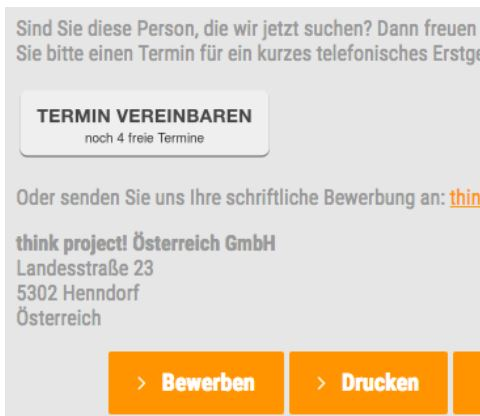 Sind Sie diese Person, die wir jetzt suchen? Dann freuen
Sie bitte einen Termin für ein kurzes telefonisches Erstge
TERMIN VEREINBAREN
noch 4 freie Termine
Oder senden Sie uns Ihre schriftliche Bewerbung an: thin
think project! Österreich GmbH
Landesstraße 23
5302 Henndorf
Österreich
> Bewerben > Drucken